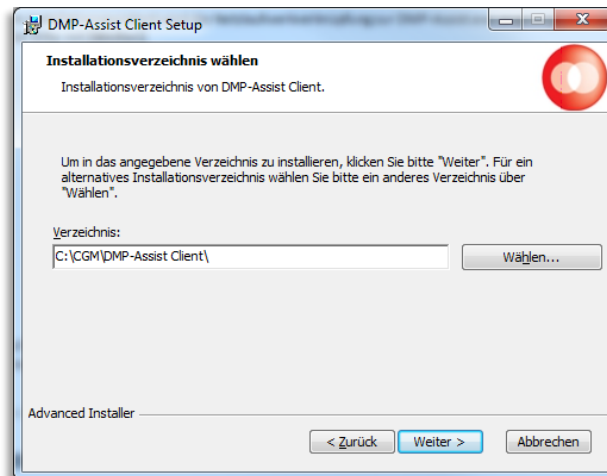 DMP-Assist Client Setup
Installationsverzeichnis wählen
Installationsverzeichnis von DMP-Assist Client.
Um in das angegebene Verzeichnis zu installieren, klicken Sie bitte "Weiter". Für ein
alternatives Installationsverzeichnis wählen Sie bitte ein anderes Verzeichnis über
"Wählen".
Verzeichnis:
C:\CGM\DMP-Assist Client\
Wählen...
Advanced Installer
< Zurück
Weiter >
Abbrechen